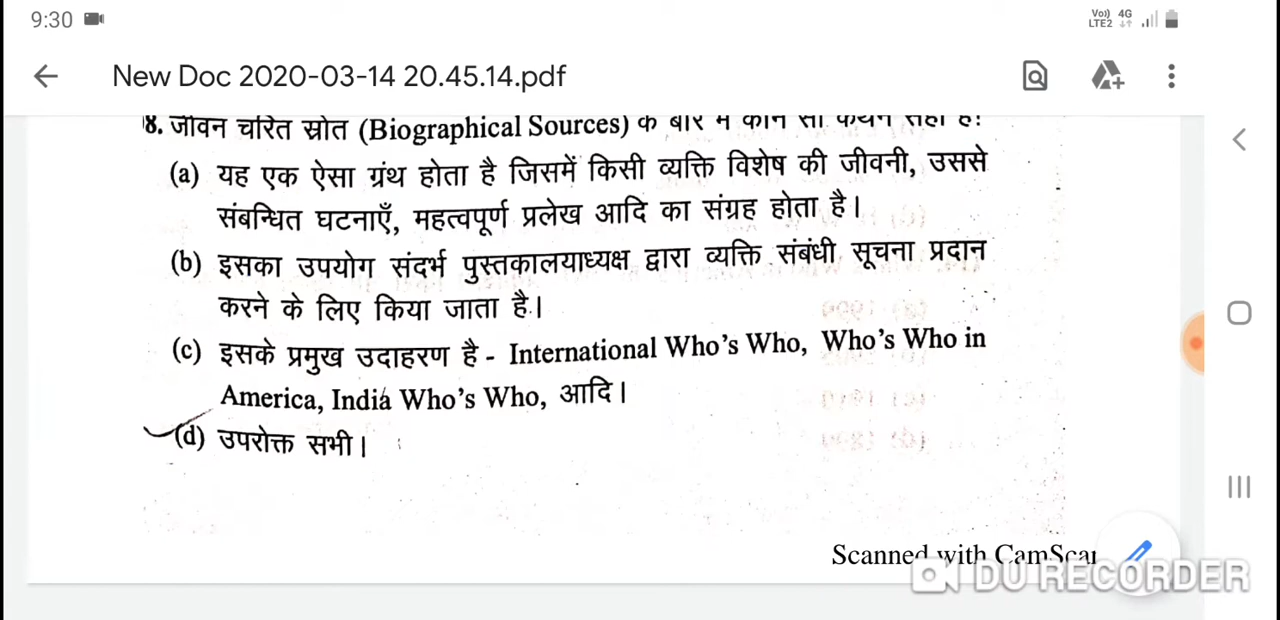 9:30
Vo)) 4G
LTE2
New Doc 2020-03-14 20.45.14.pdf
8. जीवन चरित स्रोत (Biographical Sources) के बारे में कौन सा कथन सही है?
(a) यह एक ऐसा ग्रंथ होता है जिसमें किसी व्यक्ति विशेष की जीवनी, उससे
संबन्धित घटनाएँ, महत्वपूर्ण प्रलेख आदि का संग्रह होता है।
(b) इसका उपयोग संदर्भ पुस्तकालयाध्यक्ष द्वारा व्यक्ति संबंधी सूचना प्रदान
करने के लिए किया जाता है।
(c) इसके प्रमुख उदाहरण है - International Who's Who, Who's Who in
America, India Who's Who, आदि।
(d) उपरोक्त सभी।
Scanned with CamScan
DU RECORDER